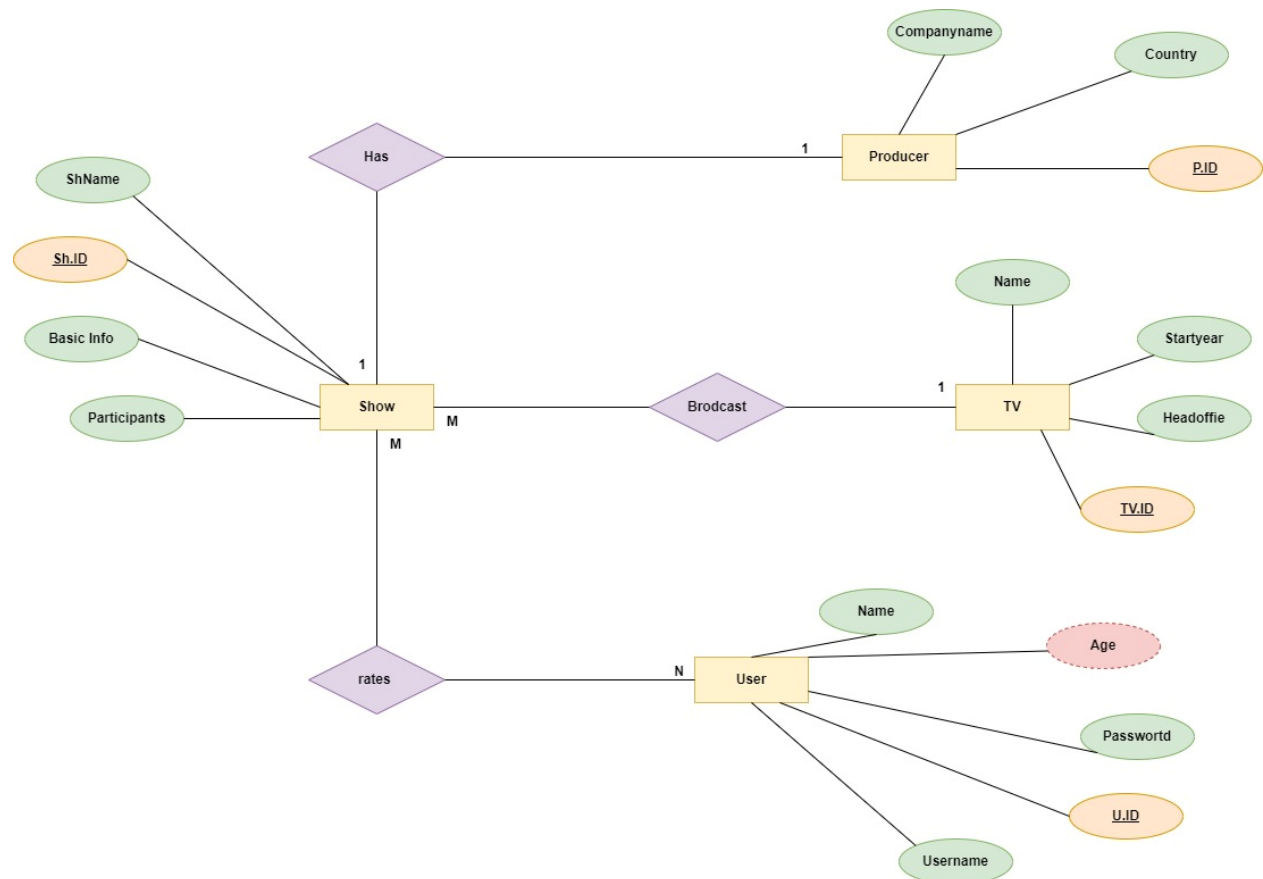 Companyname
Country
Has
1
Producer
P.ID
ShName
Sh.ID
Basic Info
Participants
1
Show
M
M
Brodcast
1
TV
Name
Startyear
Headoffie
TV.ID
rates
N
User
Name
Age
Passwortd
U.ID
Username